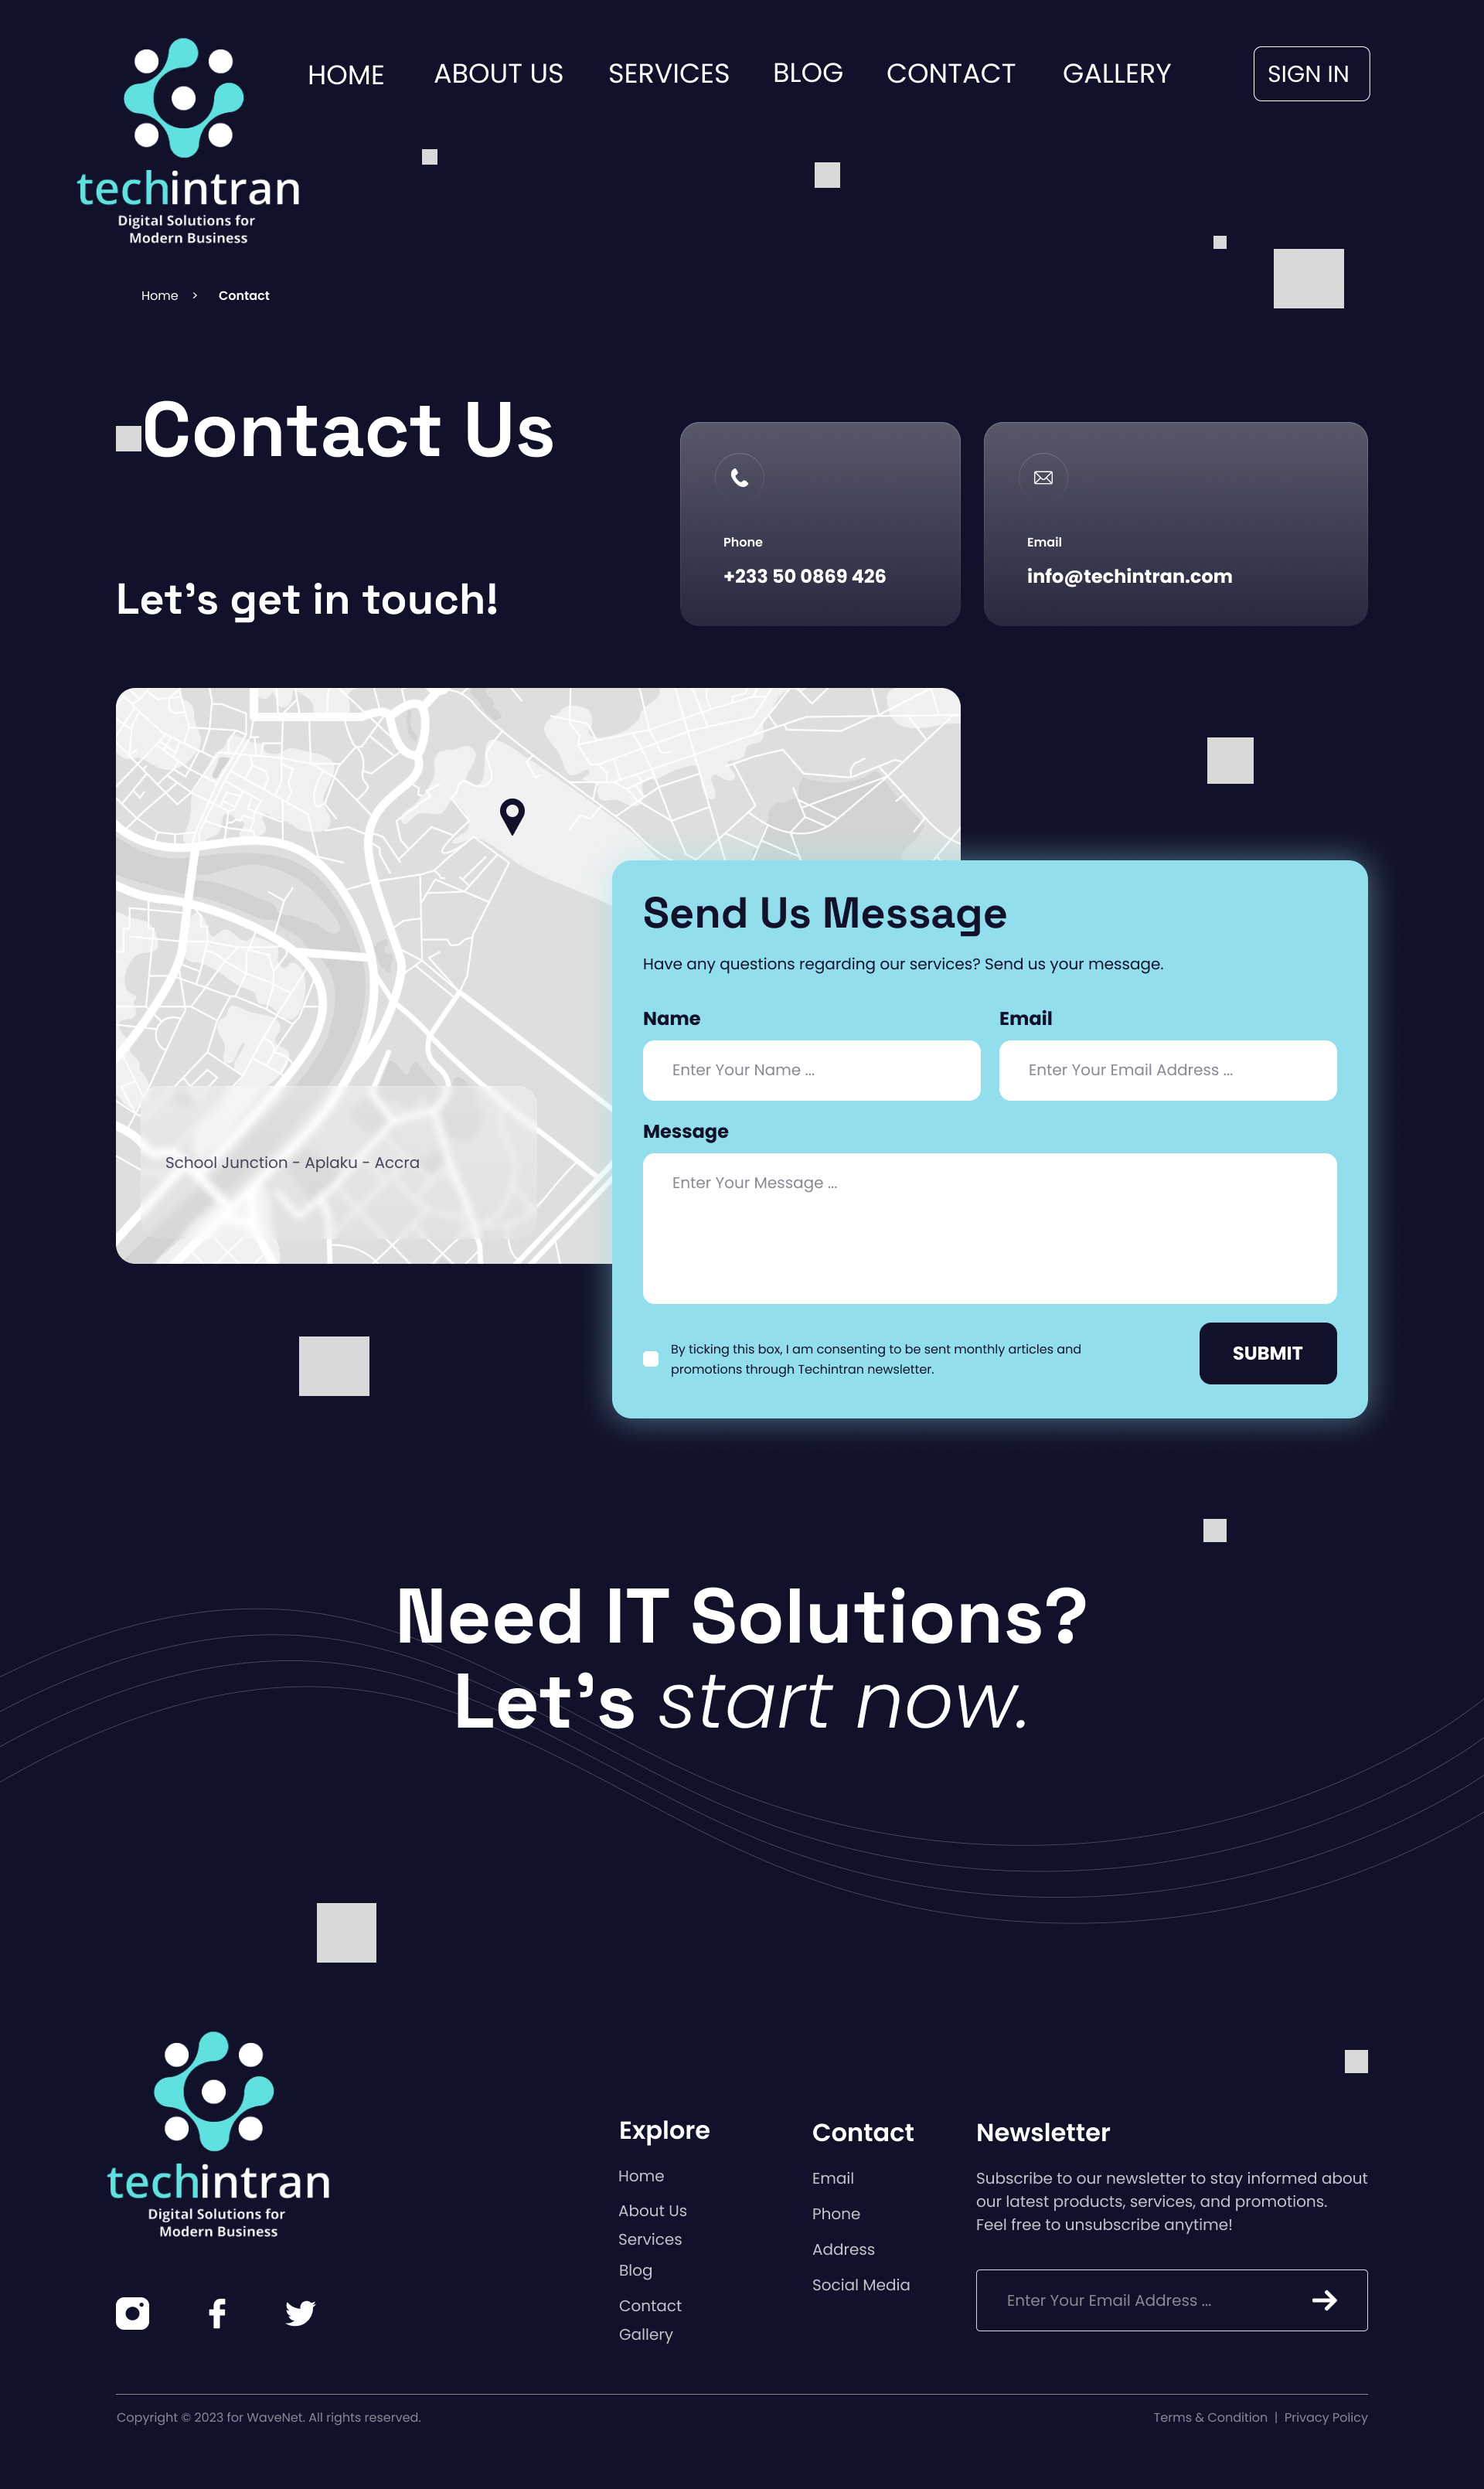 HOME
ABOUT US
SERVICES
BLOG
CONTACT
GALLERY
SIGN IN
techintran
Digital Solutions for
Modern Business
Home > Contact
Contact Us
Let’s get in touch!
Phone
+233 50 0869 426
Email
info@techintran.com
School Junction - Aplaku - Accra
Send Us Message
Have any questions regarding our services? Send us your message.
Name
Enter Your Name ...
Email
Enter Your Email Address ...
Message
Enter Your Message ...
By ticking this box, I am consenting to be sent monthly articles and
promotions through Techintran newsletter.
SUBMIT
Need IT Solutions?
Let’s start now.
techintran
Digital Solutions for
Modern Business
Explore
Home
About Us
Services
Blog
Contact
Gallery
Contact
Email
Phone
Address
Social Media
Newsletter
Subscribe to our newsletter to stay informed about
our latest products, services, and promotions.
Feel free to unsubscribe anytime!
Enter Your Email Address ...
Copyright © 2023 for WaveNet. All rights reserved.
Terms & Condition | Privacy Policy